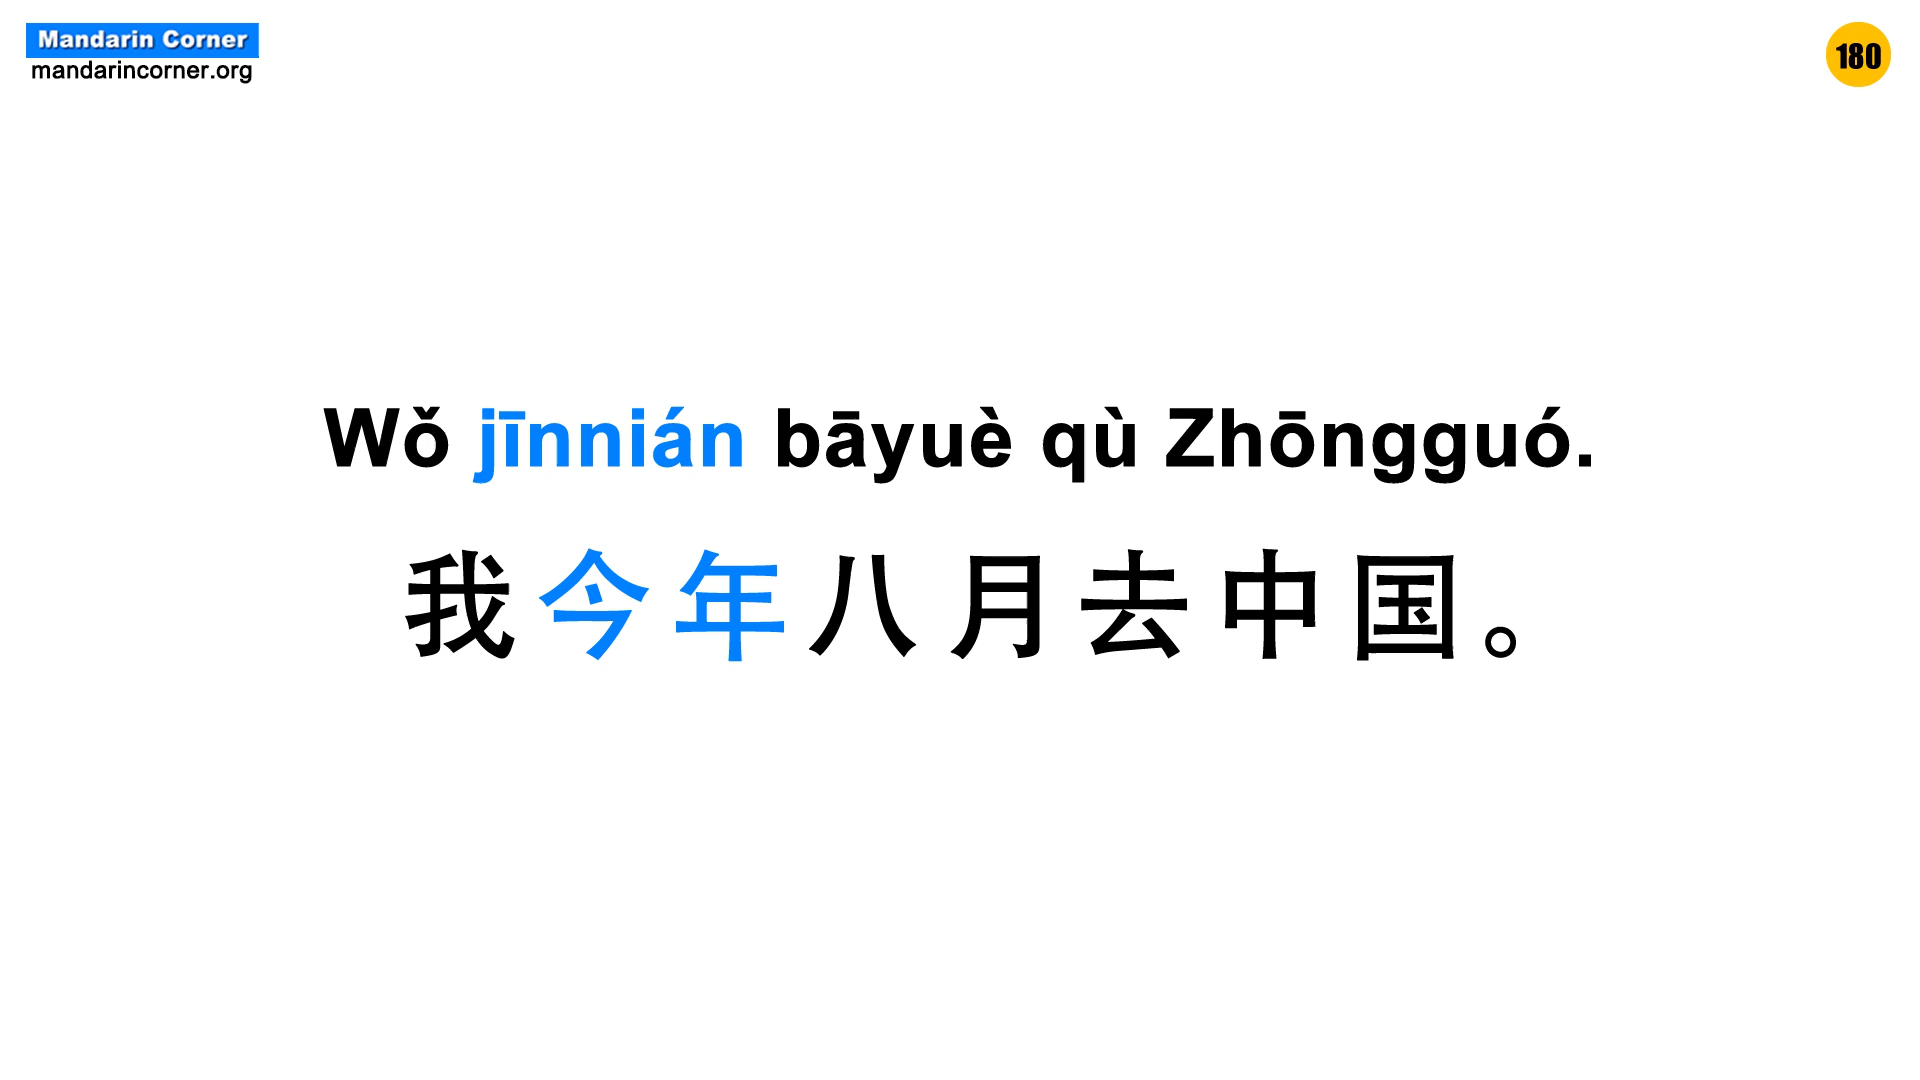 Mandarin Corner
mandarincorner.org
180
Wǒ jīnnián bāyuè qù Zhōngguó.
我今年八月去中国。